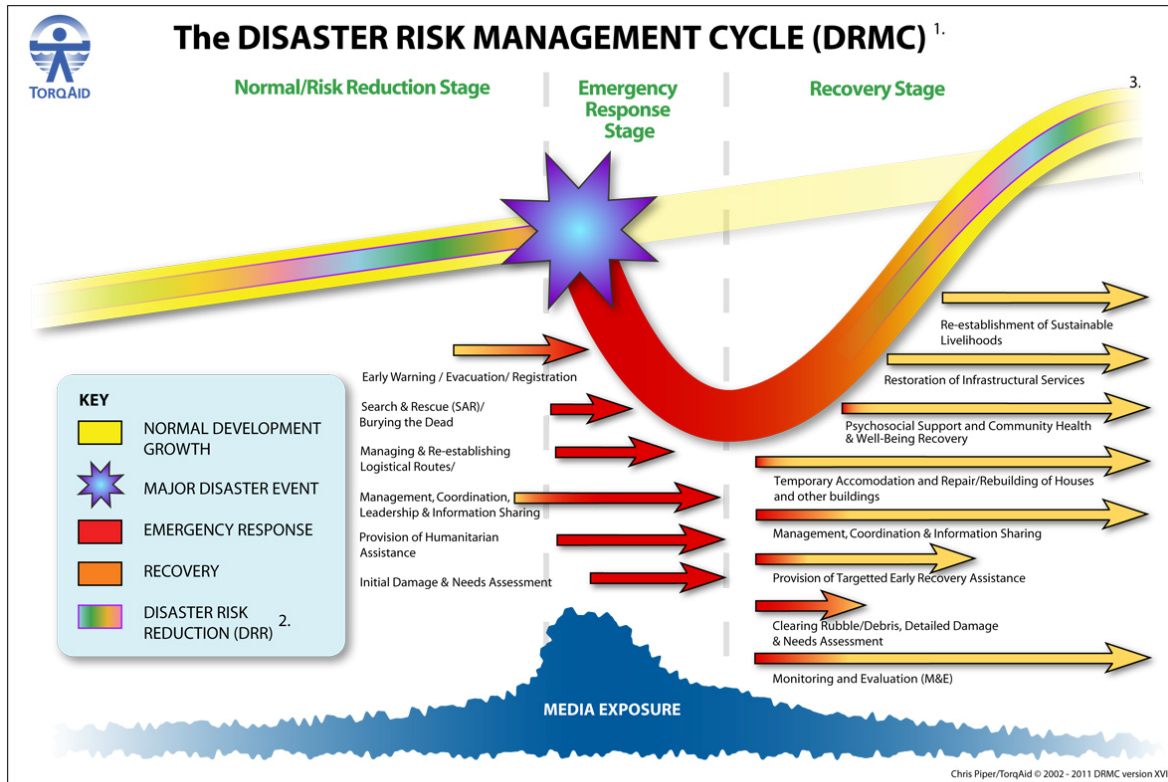 The DISASTER RISK MANAGEMENT CYCLE (DRMC) 1.
TORQAID
Normal/Risk Reduction Stage
Emergency
Response
Stage
Recovery Stage
3.
Re-establishment of Sustainable
Livelihoods
Early Warning / Evacuation/ Registration
Restoration of Infrastructural Services
Search & Rescue (SAR)/
Burying the Dead
Psychosocial Support and Community Health
& Well-Being Recovery
Managing & Re-establishing
Logistical Routes/
Temporary Accomodation and Repair/Rebuilding of Houses
and other buildings
Management, Coordination,
Leadership & Information Sharing
Management, Coordination & Information Sharing
Provision of Humanitarian
Assistance
Provision of Targetted Early Recovery Assistance
Initial Damage & Needs Assessment
Clearing Rubble/Debris, Detailed Damage
& Needs Assessment
Monitoring and Evaluation (M&E)
KEY
NORMAL DEVELOPMENT
GROWTH
MAJOR DISASTER EVENT
EMERGENCY RESPONSE
RECOVERY
DISASTER RISK
REDUCTION (DRR) 2.
MEDIA EXPOSURE
Chris Piper/TorqAid © 2002 - 2011 DRMC version